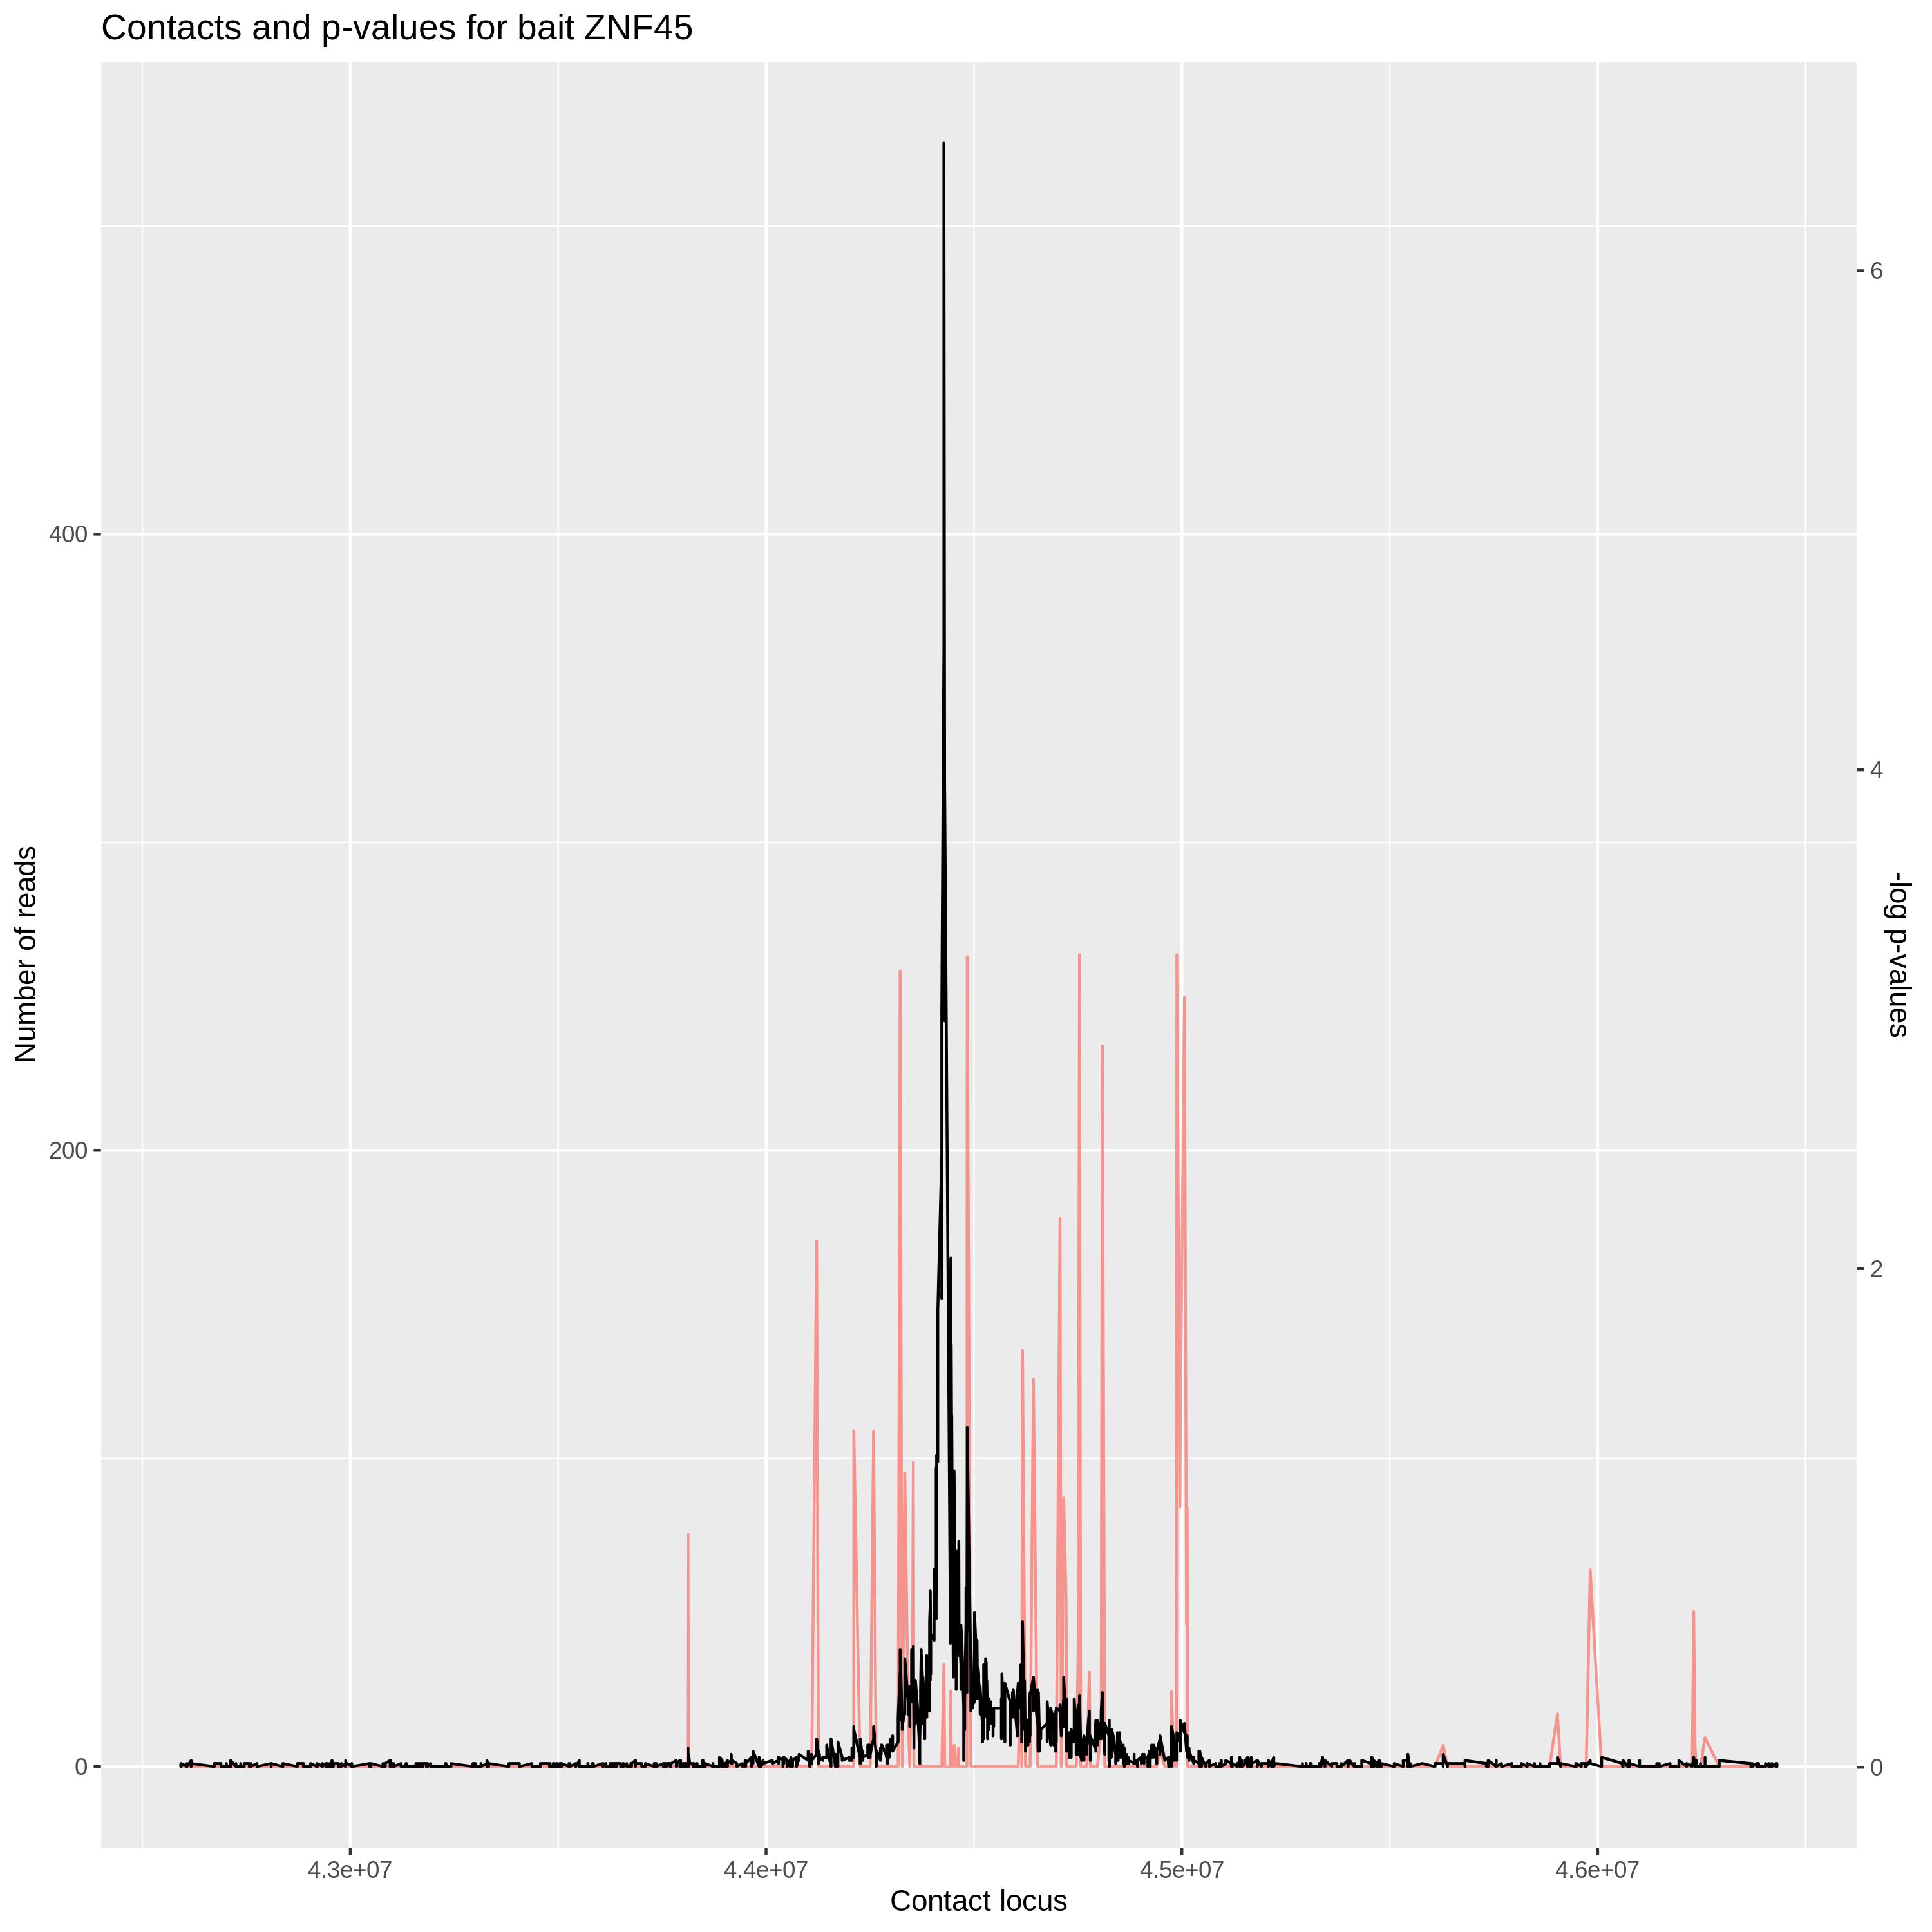 Contacts and p-values for bait ZNF45
Number of reads
400
200
0
6
4
2
0
-log p-values
4.3e+07
4.4e+07
4.5e+07
4.6e+07
Contact locus